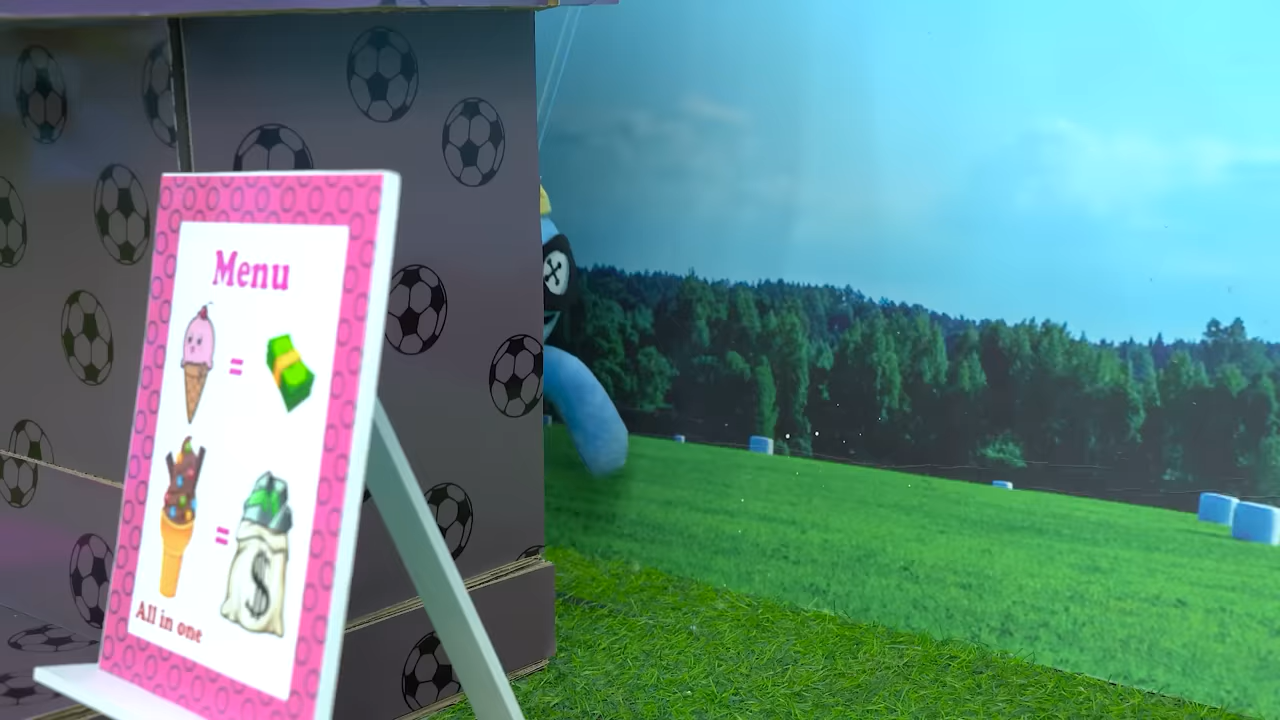 Menu
=
=
$
All in one